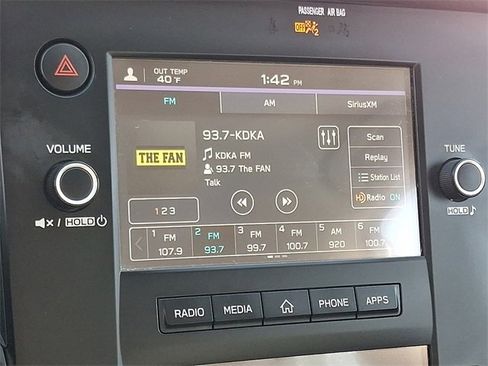 PASSENGER AIR BAG
OFF 2
OUT TEMP
40°F
1:42 PM
FM AM SiriusXM
93.7-KDKA
THE FAN
KDKA FM
93.7 The FAN
Talk
Scan
Replay
Station List
HD Radio ON
1 2 3
1 FM 107.9
2 FM 93.7
3 FM 99.7
4 FM 100.7
5 AM 920
6 FM 100.7
VOLUME
/ HOLD
TUNE
HOLD
RADIO MEDIA PHONE APPS